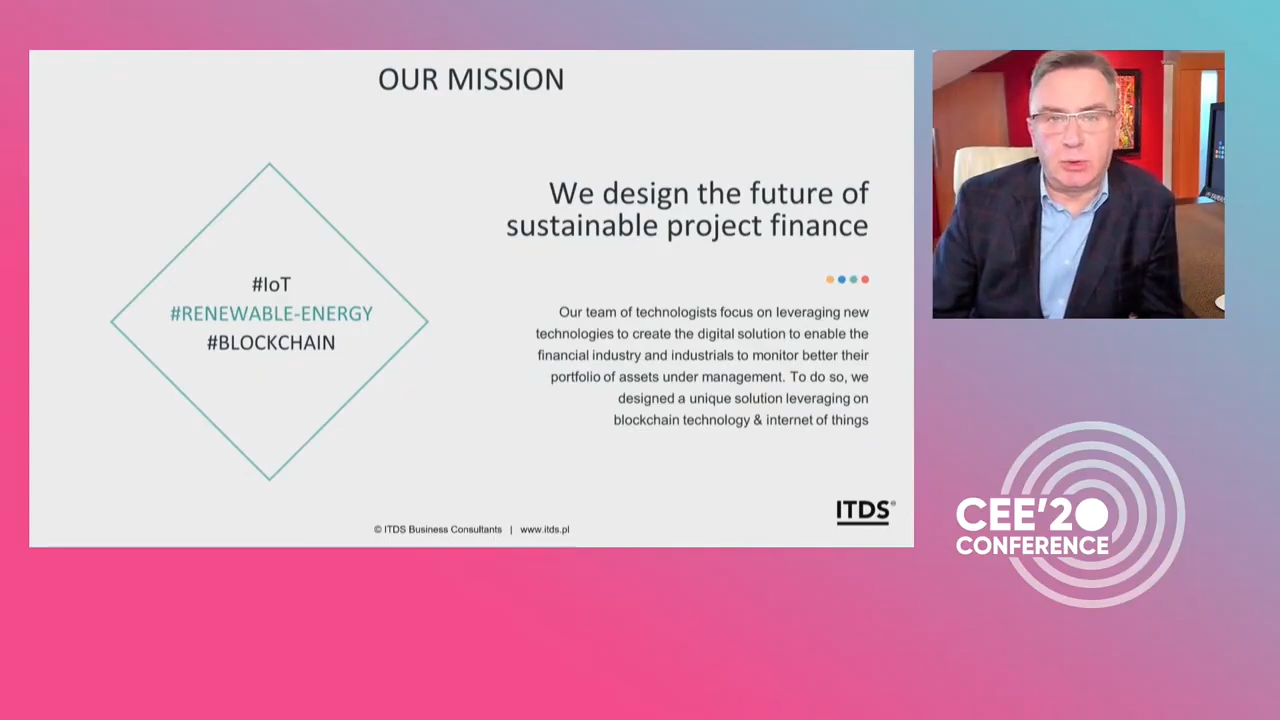 OUR MISSION
#IoT
#RENEWABLE-ENERGY
#BLOCKCHAIN
We design the future of
sustainable project finance
Our team of technologists focus on leveraging new
technologies to create the digital solution to enable the
financial industry and industrials to monitor better their
portfolio of assets under management. To do so, we
designed a unique solution leveraging on
blockchain technology & internet of things
ITDS®
© ITDS Business Consultants | www.itds.pl
CEE'20
CONFERENCE